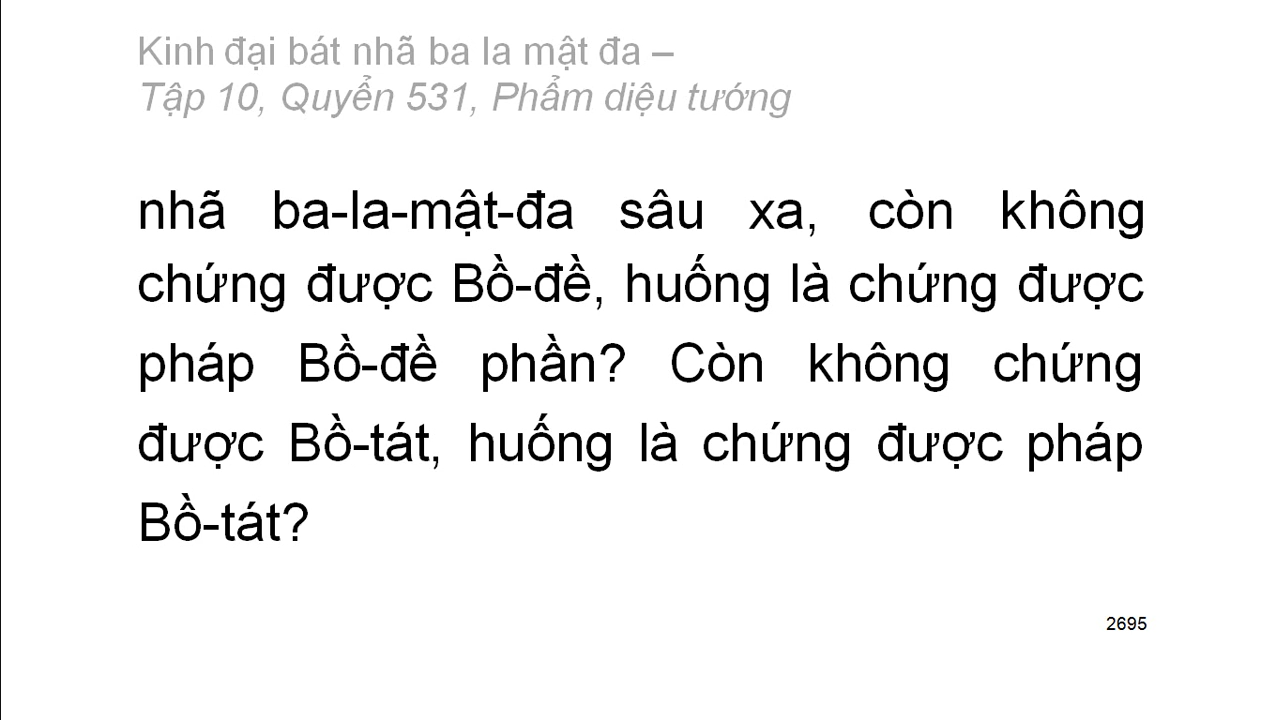 Kinh đại bát nhã ba la mật đa –
Tập 10, Quyển 531, Phẩm diệu tướng
nhã ba-la-mật-đa sâu xa, còn không
chứng được Bồ-đề, huống là chứng được
pháp Bồ-đề phần? Còn không chứng
được Bồ-tát, huống là chứng được pháp
Bồ-tát?
2695